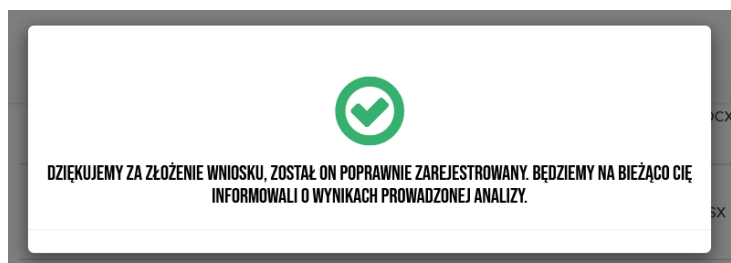 DZIĘKUJEMY ZA ZŁOŻENIE WNIOSKU, ZOSTAŁ ON POPRAWNIE ZAREJESTROWANY. BĘDZIEMY NA BIEŻĄCO CIĘ
INFORMOWALI O WYNIKACH PROWADZONEJ ANALIZY.